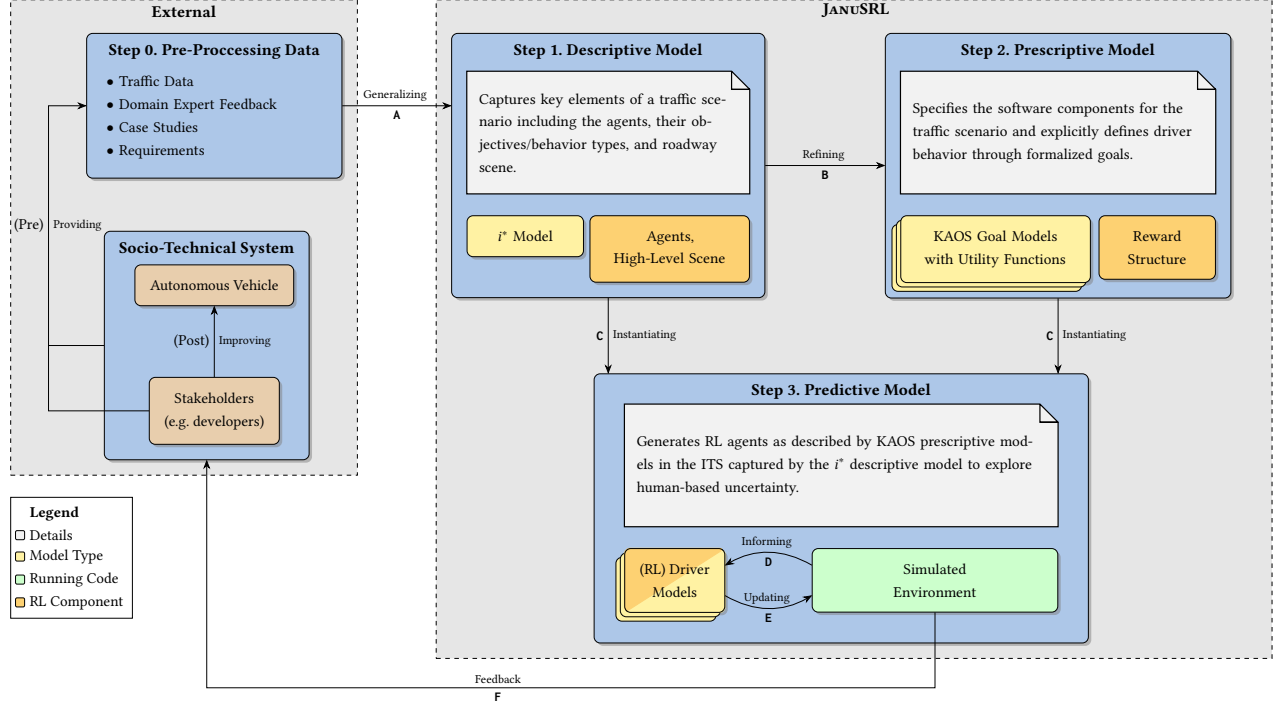 External
Step 0. Pre-Proccessing Data
● Traffic Data
● Domain Expert Feedback
● Case Studies
● Requirements
(Pre)
Providing
Socio-Technical System
Autonomous Vehicle
(Post)
Improving
Stakeholders
(e.g. developers)
Generalizing
A
JanuSRL
Step 1. Descriptive Model
Captures key elements of a traffic sce-
nario including the agents, their ob-
jectives/behavior types, and roadway
scene.
i* Model
Agents,
High-Level Scene
Refining
B
Step 2. Prescriptive Model
Specifies the software components for the
traffic scenario and explicitly defines driver
behavior through formalized goals.
KAOS Goal Models
with Utility Functions
Reward
Structure
C
Instantiating
C
Instantiating
Step 3. Predictive Model
Generates RL agents as described by KAOS prescriptive mod-
els in the ITS captured by the i* descriptive model to explore
human-based uncertainty.
(RL) Driver
Models
Informing
D
Updating
E
Simulated
Environment
Feedback
F
Legend
Details
Model Type
Running Code
RL Component